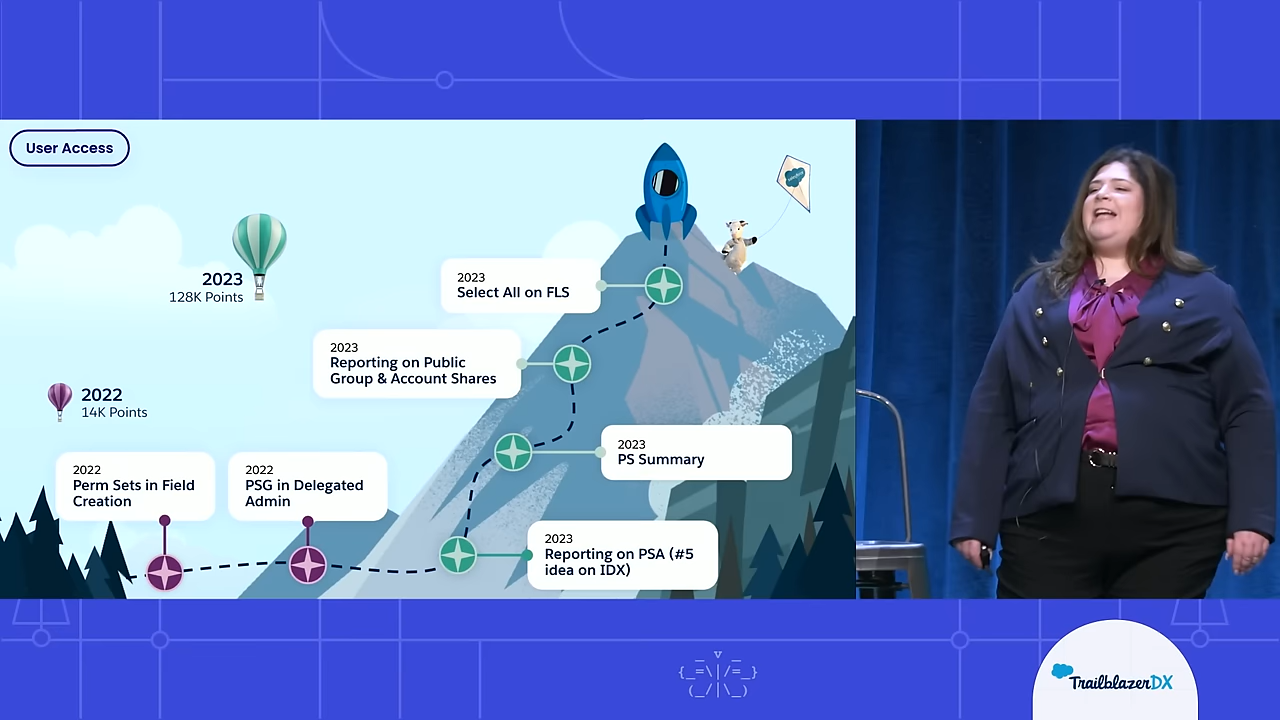 User Access
2023
128K Points
2022
14K Points
2022
Perm Sets in Field
Creation
2022
PSG in Delegated
Admin
2023
Select All on FLS
2023
Reporting on Public
Group & Account Shares
2023
PS Summary
2023
Reporting on PSA (#5
idea on IDX)
TrailblazerDX